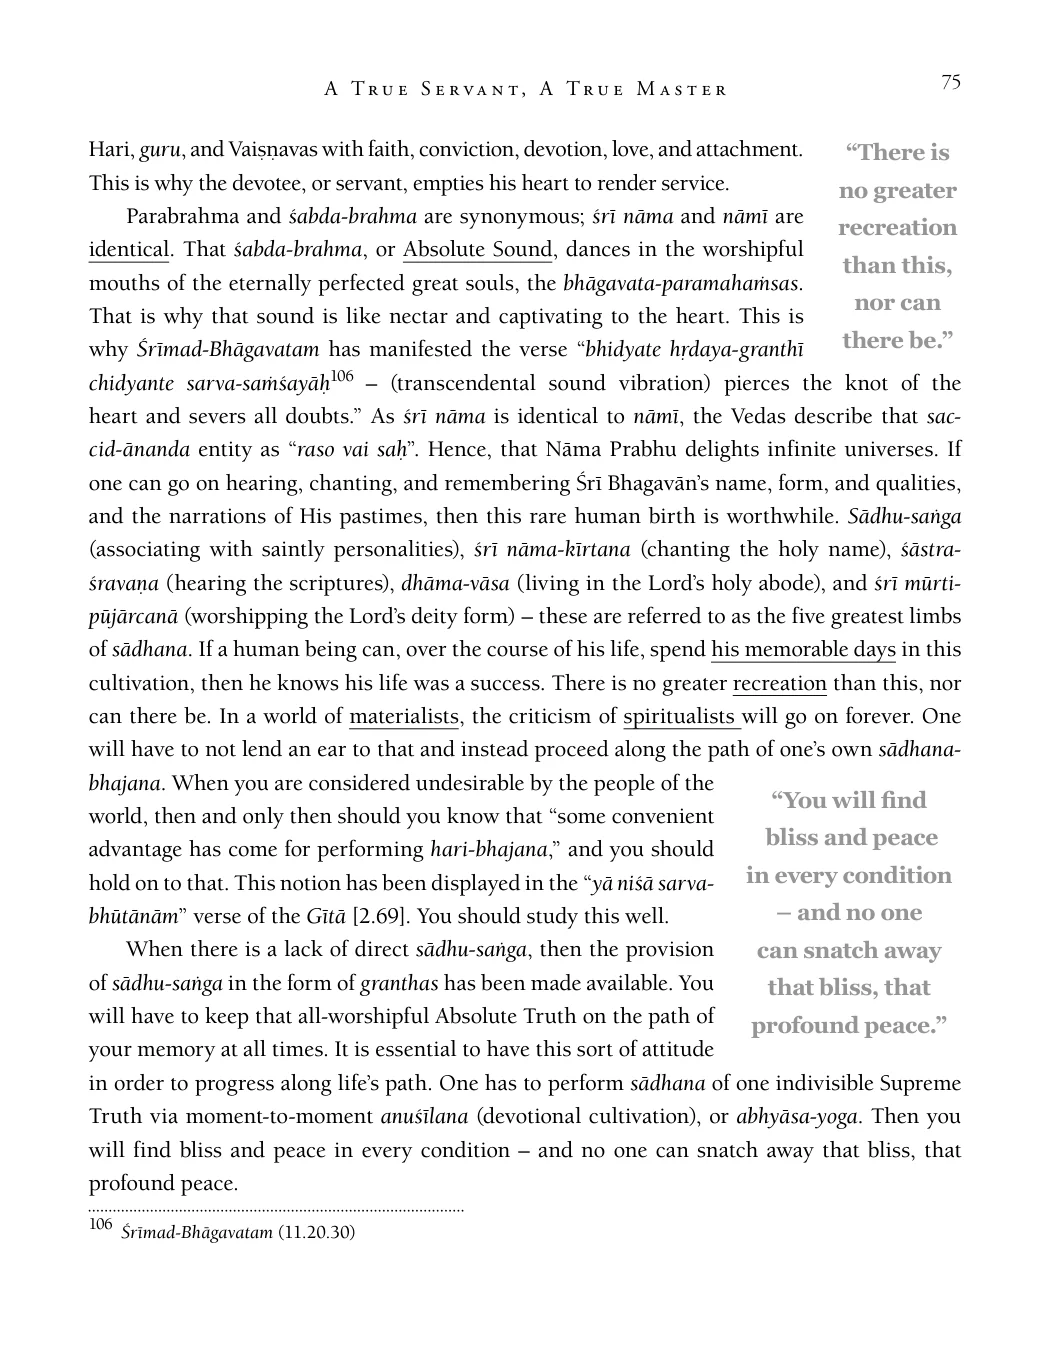 A True Servant, A True Master
75
Hari, guru, and Vaiṣṇavas with faith, conviction, devotion, love, and attachment.
This is why the devotee, or servant, empties his heart to render service.
Parabrahma and śabda-brahma are synonymous; śrī nāma and nāmī are
identical. That śabda-brahma, or Absolute Sound, dances in the worshipful
mouths of the eternally perfected great souls, the bhāgavata-paramahaṁsas.
That is why that sound is like nectar and captivating to the heart. This is
why Śrīmad-Bhāgavatam has manifested the verse “bhidyate hṛdaya-granthī
“There is
no greater
recreation
than this,
nor can
there be.”
chidyante sarva-saṁśayāḥ106 – (transcendental sound vibration) pierces the knot of the
heart and severs all doubts.” As śrī nāma is identical to nāmī, the Vedas describe that sac-
cid-ānanda entity as “raso vai saḥ”. Hence, that Nāma Prabhu delights infinite universes. If
one can go on hearing, chanting, and remembering Śrī Bhagavān’s name, form, and qualities,
and the narrations of His pastimes, then this rare human birth is worthwhile. Sādhu-saṅga
(associating with saintly personalities), śrī nāma-kīrtana (chanting the holy name), śāstra-
śravaṇa (hearing the scriptures), dhāma-vāsa (living in the Lord’s holy abode), and śrī mūrti-
pūjārcanā (worshipping the Lord’s deity form) – these are referred to as the five greatest limbs
of sādhana. If a human being can, over the course of his life, spend his memorable days in this
cultivation, then he knows his life was a success. There is no greater recreation than this, nor
can there be. In a world of materialists, the criticism of spiritualists will go on forever. One
will have to not lend an ear to that and instead proceed along the path of one’s own sādhana-
bhajana. When you are considered undesirable by the people of the
world, then and only then should you know that “some convenient
advantage has come for performing hari-bhajana,” and you should
hold on to that. This notion has been displayed in the “yā niśā sarva-
bhūtānām” verse of the Gītā [2.69]. You should study this well.
When there is a lack of direct sādhu-saṅga, then the provision
of sādhu-saṅga in the form of granthas has been made available. You
will have to keep that all-worshipful Absolute Truth on the path of
your memory at all times. It is essential to have this sort of attitude
“You will find
bliss and peace
in every condition
– and no one
can snatch away
that bliss, that
profound peace.”
in order to progress along life’s path. One has to perform sādhana of one indivisible Supreme
Truth via moment-to-moment anuśīlana (devotional cultivation), or abhyāsa-yoga. Then you
will find bliss and peace in every condition – and no one can snatch away that bliss, that
profound peace.
106 Śrīmad-Bhāgavatam (11.20.30)